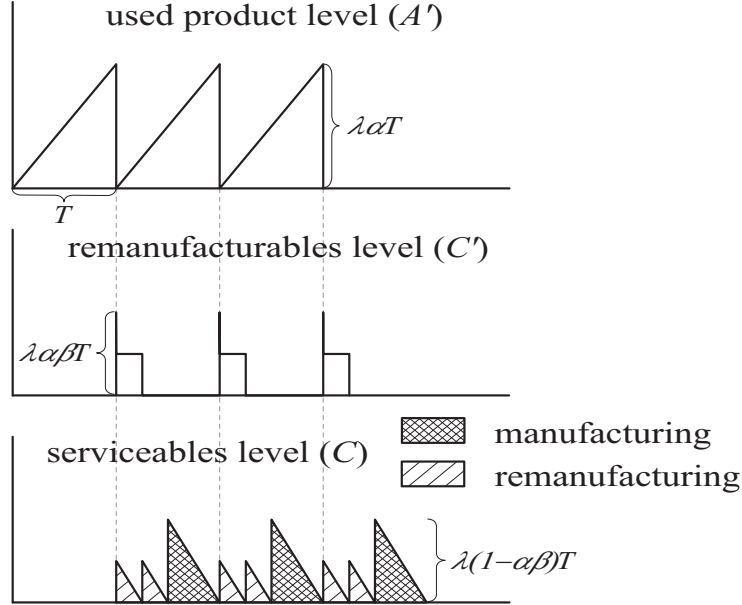 used product level (A′)
λαT
T
remanufacturables level (C′)
λαβT
manufacturing
serviceables level (C)
remanufacturing
λ(1−αβ)T